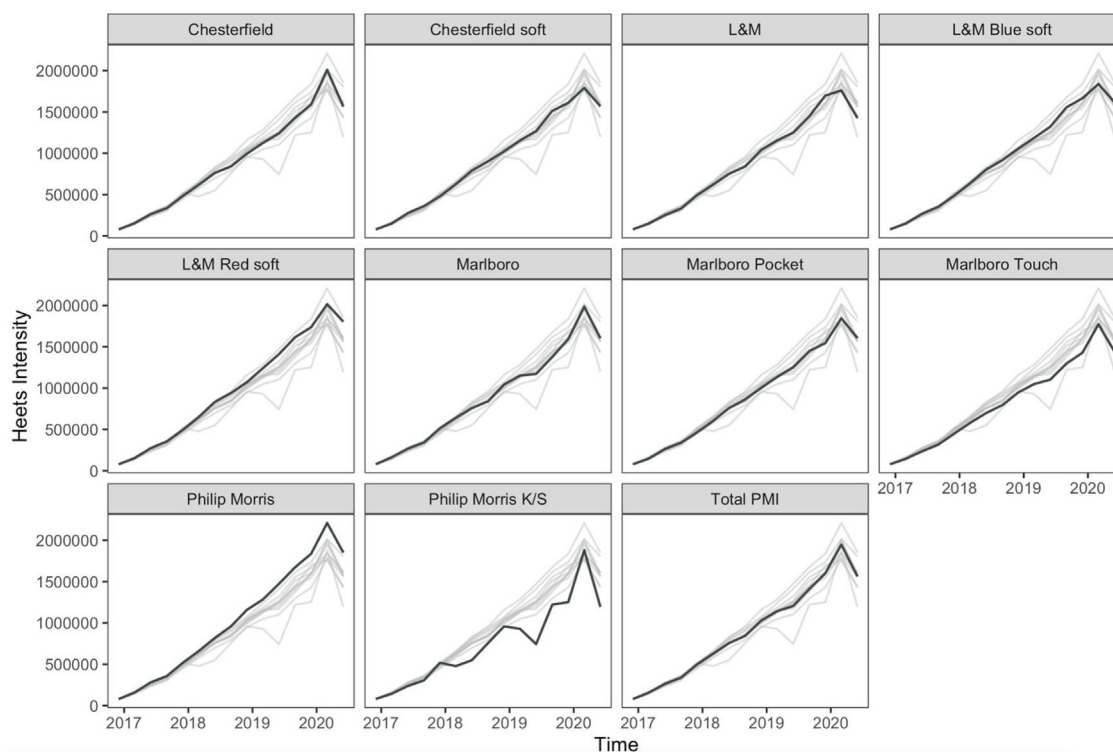 Chesterfield
Chesterfield soft
L&M
L&M Blue soft
2000000
1500000
1000000
500000
0
L&M Red soft
Marlboro
Marlboro Pocket
Marlboro Touch
Heets Intensity
2000000
1500000
1000000
500000
0
2017 2018 2019 2020
Philip Morris
Philip Morris K/S
Total PMI
2000000
1500000
1000000
500000
0
2017 2018 2019 2020
2017 2018 2019 2020
2017 2018 2019 2020
Time